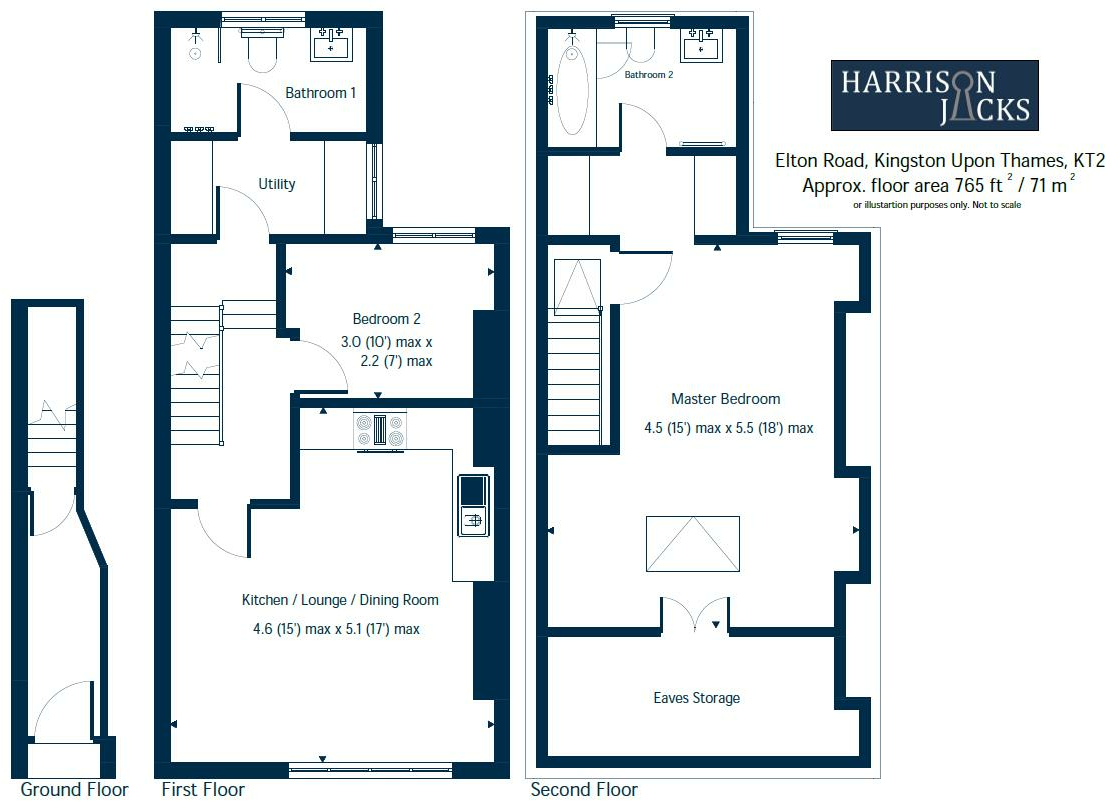 HARRISON
JACKS
Elton Road, Kingston Upon Thames, KT2
Approx. floor area 765 ft 2 / 71 m 2
or illustartion purposes only. Not to scale
Bathroom 1
Utility
Bedroom 2
3.0 (10') max x
2.2 (7') max
Kitchen / Lounge / Dining Room
4.6 (15') max x 5.1 (17') max
Bathroom 2
Master Bedroom
4.5 (15') max x 5.5 (18') max
Eaves Storage
Ground Floor
First Floor
Second Floor